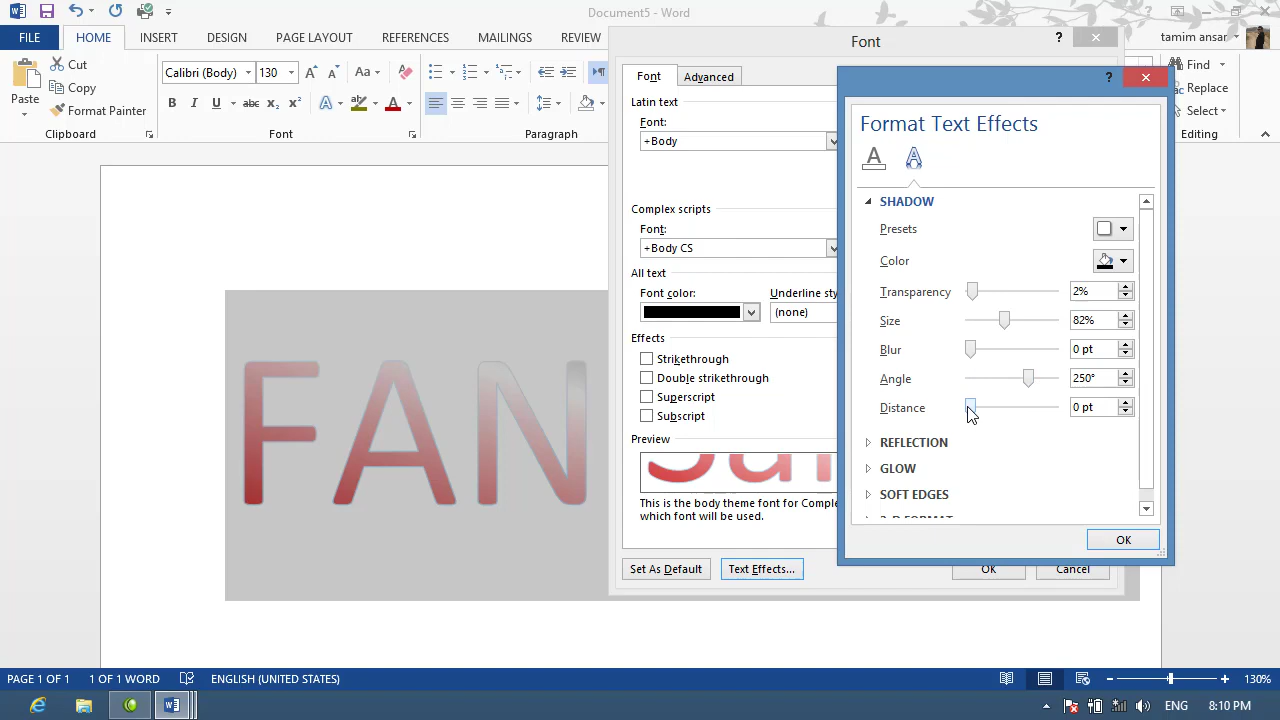 Document5 - Word
FILE
HOME
INSERT
DESIGN
PAGE LAYOUT
REFERENCES
MAILINGS
REVIEW
tamim ansar
Paste
Cut
Copy
Format Painter
Clipboard
Calibri (Body)
130
Aa
B I U abc x₂ x²
Font
Paragraph
Find
Replace
Select
Editing
FAN
Font
?
Font
Advanced
Latin text
Font:
+Body
Complex scripts
Font:
+Body CS
All text
Font color:
Underline sty
(none)
Effects
Strikethrough
Double strikethrough
Superscript
Subscript
Preview
This is the body theme font for Comple
which font will be used.
Set As Default
Text Effects...
OK
Cancel
?
Format Text Effects
SHADOW
Presets
Color
Transparency
2%
Size
82%
Blur
0 pt
Angle
250°
Distance
0 pt
REFLECTION
GLOW
SOFT EDGES
3-D FORMAT
OK
PAGE 1 OF 1
1 OF 1 WORD
ENGLISH (UNITED STATES)
130%
ENG
8:10 PM